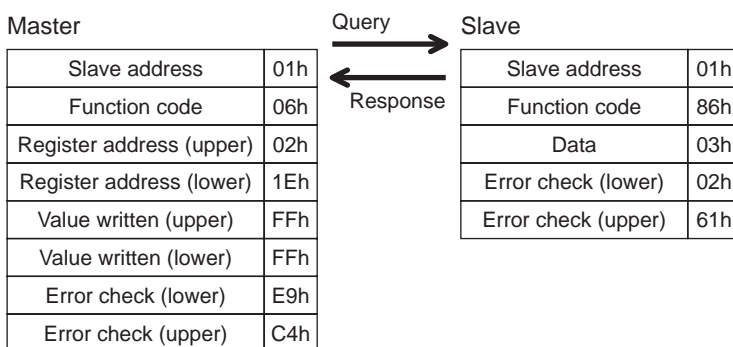 Master
Query
Slave
Response
Slave address 01h
Function code 06h
Register address (upper) 02h
Register address (lower) 1Eh
Value written (upper) FFh
Value written (lower) FFh
Error check (lower) E9h
Error check (upper) C4h
Slave address 01h
Function code 86h
Data 03h
Error check (lower) 02h
Error check (upper) 61h